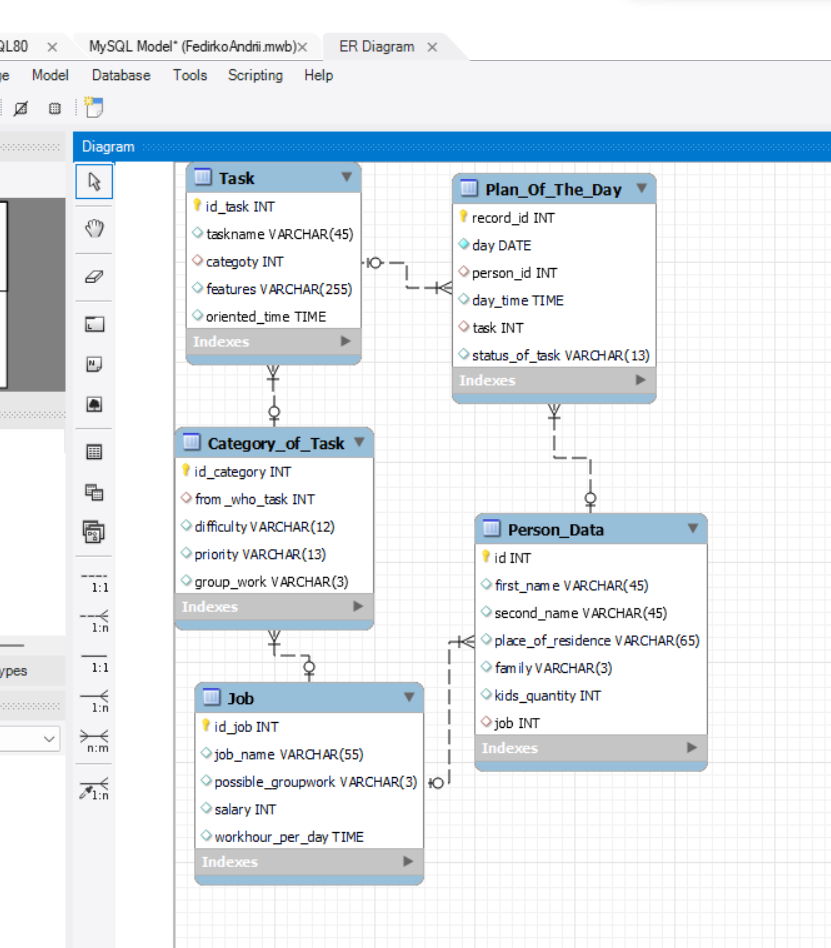 QL80 ×
MySQL Model* (FedirkoAndrii.mwb)×
ER Diagram ×
ge Model Database Tools Scripting Help
Diagram
Task
id_task INT
taskname VARCHAR(45)
categoty INT
features VARCHAR(255)
oriented_time TIME
Indexes
Plan_Of_The_Day
record_id INT
day DATE
person_id INT
day_time TIME
task INT
status_of_task VARCHAR(13)
Indexes
Category_of_Task
id_category INT
from_who_task INT
difficulty VARCHAR(12)
priority VARCHAR(13)
group_work VARCHAR(3)
Indexes
Person_Data
id INT
first_name VARCHAR(45)
second_name VARCHAR(45)
place_of_residence VARCHAR(65)
family VARCHAR(3)
kids_quantity INT
job INT
Indexes
Job
id_job INT
job_name VARCHAR(55)
possible_groupwork VARCHAR(3)
salary INT
workhour_per_day TIME
Indexes
1:1
1:n
1:1
1:n
n:m
1:n
ypes